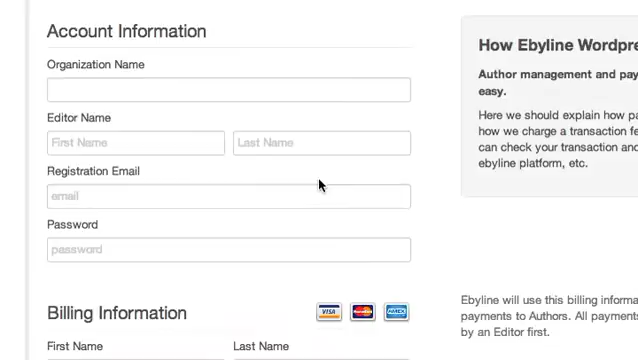 Account Information
Organization Name
Editor Name
First Name Last Name
Registration Email
email
Password
password
Billing Information VISA MasterCard AMEX
First Name Last Name
How Ebyline Wordpre
Author management and pay
easy.
Here we should explain how pa
how we charge a transaction fe
can check your transaction and
ebyline platform, etc.
Ebyline will use this billing informa
payments to Authors. All payments
by an Editor first.